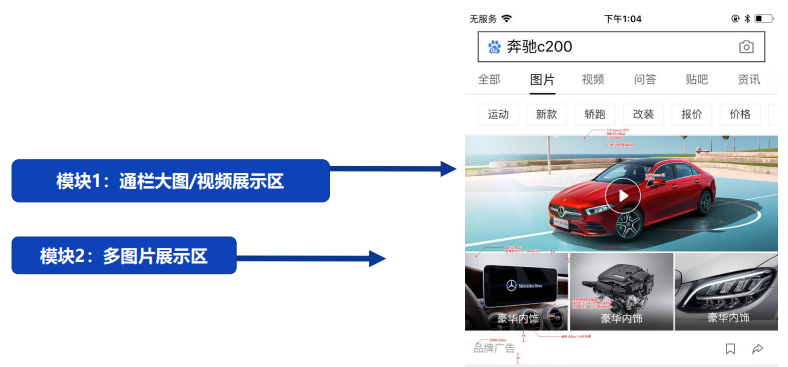 无服务
下午1:04
奔驰c200
全部 图片 视频 问答 贴吧 资讯
运动 新款 轿跑 改装 报价 价格
模块1：通栏大图/视频展示区
模块2：多图片展示区
Mercedes-Benz
豪华内饰 豪华内饰 豪华内饰
品牌广告